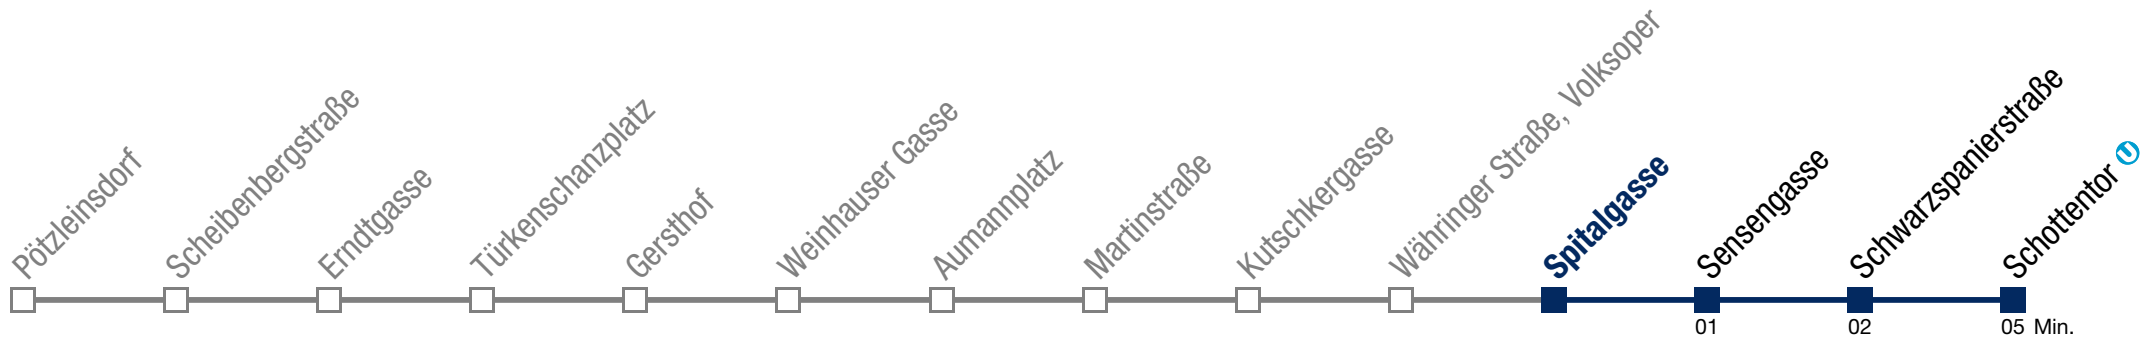 Pötzleinsdorf
Scheibenbergstraße
Erndtgasse
Türkenschanzplatz
Gersthof
Weinhauser Gasse
Aumannplatz
Martinstraße
Kutschkergasse
Währinger Straße, Volksoper
Spitalgasse
Sensengasse
Schwarzspanierstraße
Schottentor U
01 02 05 Min.